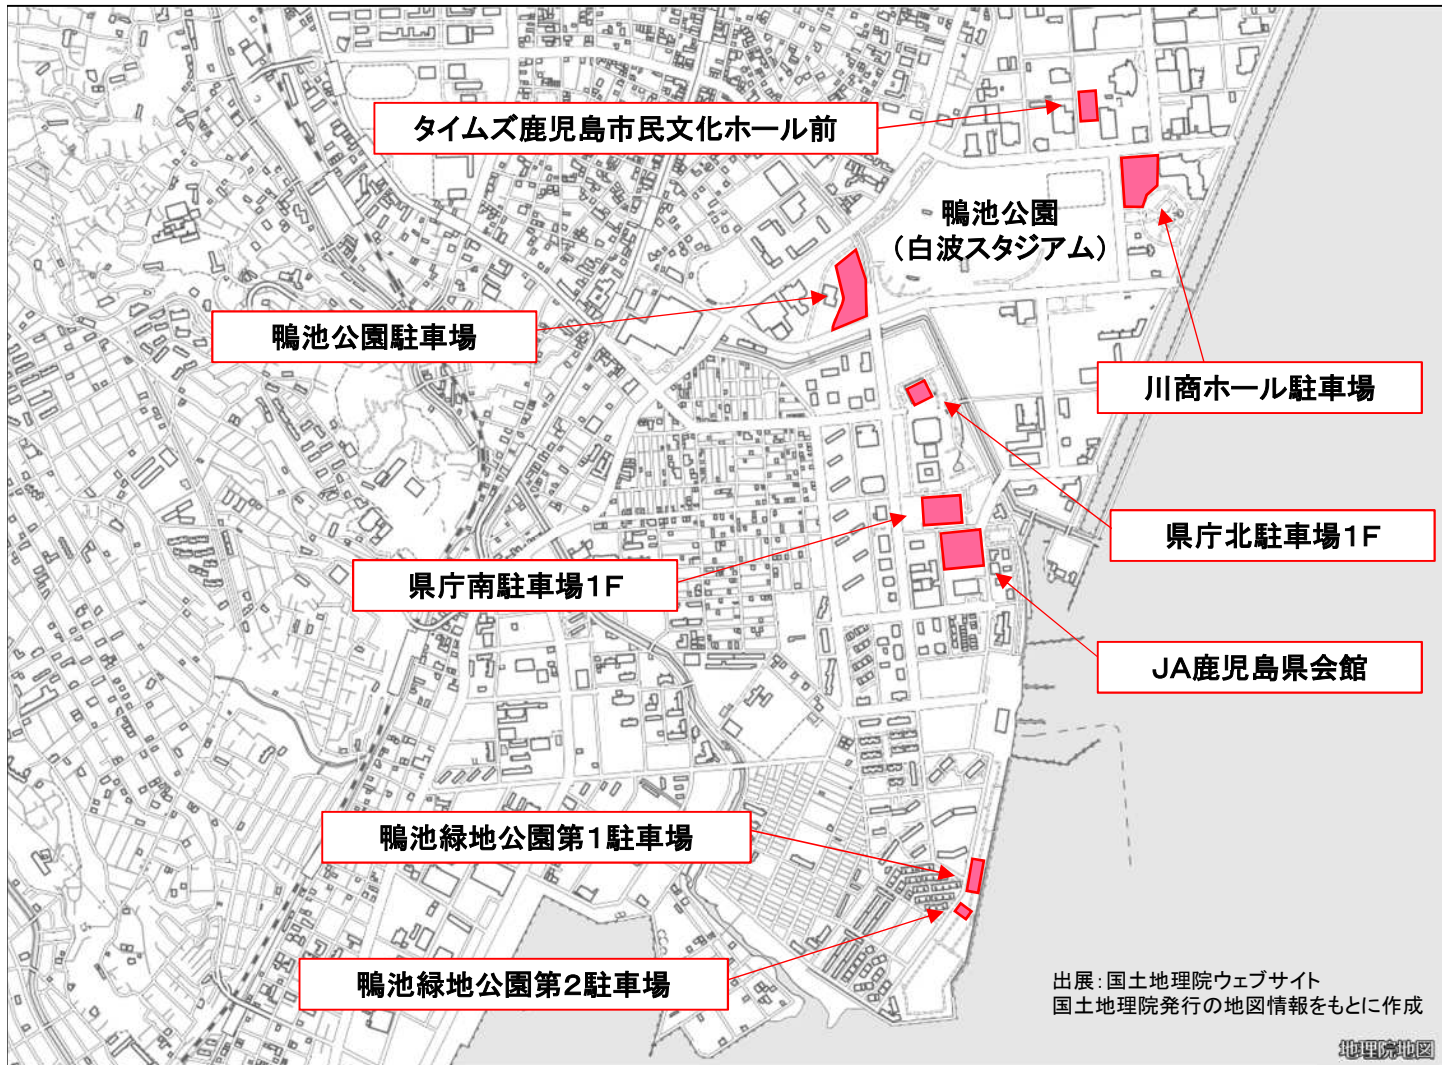 タイムズ鹿児島市民文化ホール前
鴨池公園
（白波スタジアム）
鴨池公園駐車場
川商ホール駐車場
県庁北駐車場1F
県庁南駐車場1F
JA鹿児島県会館
鴨池緑地公園第1駐車場
鴨池緑地公園第2駐車場
出展：国土地理院ウェブサイト
国土地理院発行の地図情報をもとに作成
地理院地図